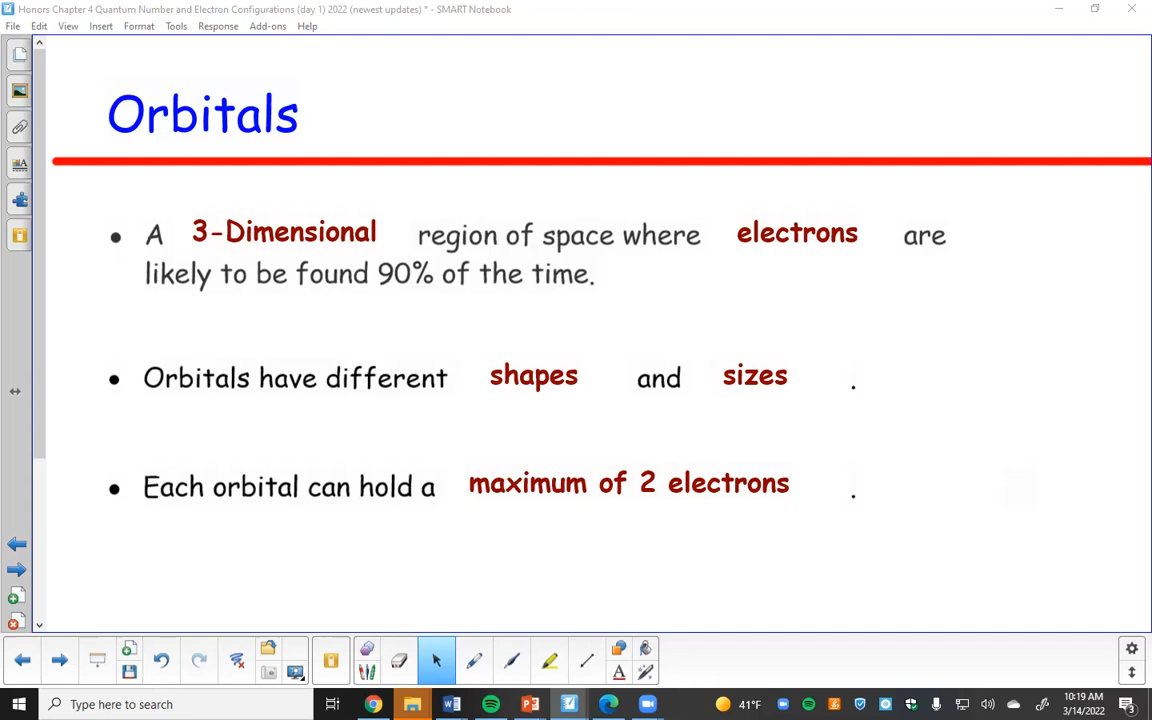 Honors Chapter 4 Quantum Number and Electron Configurations (day 1) 2022 (newest updates) * - SMART Notebook
File Edit View Insert Format Tools Response Add-ons Help
Orbitals
• A 3-Dimensional region of space where electrons are
likely to be found 90% of the time.
• Orbitals have different shapes and sizes .
• Each orbital can hold a maximum of 2 electrons .
Type here to search
41°F
10:19 AM
3/14/2022
3